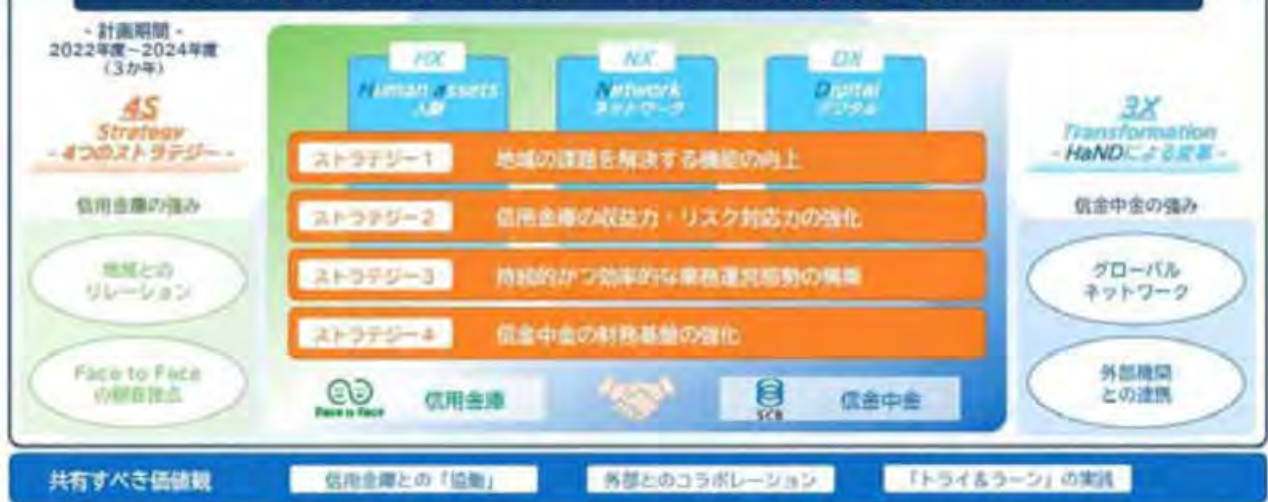 - 計画期間 -
2022年度～2024年度
(3か年)
4S
Strategy
- 4つのストラテジー -
信用金庫の強み
地域との
リレーション
Face to Face
の顧客接点
HX
Human assets
人財
NX
Network
ネットワーク
DX
Digital
デジタル
ストラテジー1 地域の課題を解決する機能の向上
ストラテジー2 信用金庫の収益力・リスク対応力の強化
ストラテジー3 持続的かつ効率的な業務運営態勢の構築
ストラテジー4 信金中金の財務基盤の強化
Face to Face
信用金庫
SCB
信金中金
3X
Transformation
- HaNDによる変革 -
信金中金の強み
グローバル
ネットワーク
外部機関
との連携
共有すべき価値観
信用金庫との「協働」
外部とのコラボレーション
「トライ&ラーン」の実践